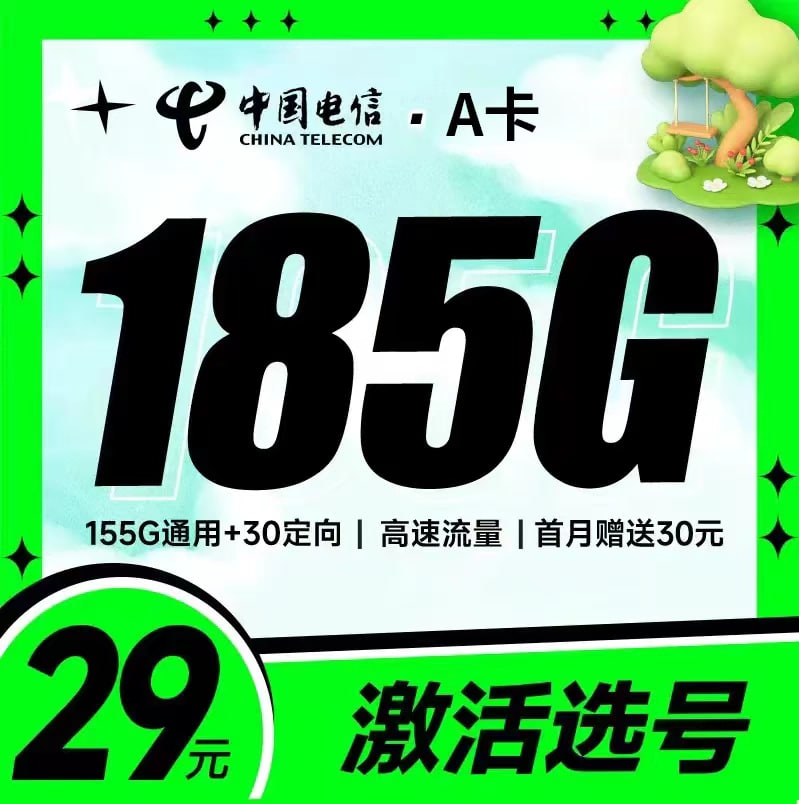 中国电信 · A卡
CHINA TELECOM
185G
155G通用+30定向 | 高速流量 | 首月赠送30元
29元
激活选号